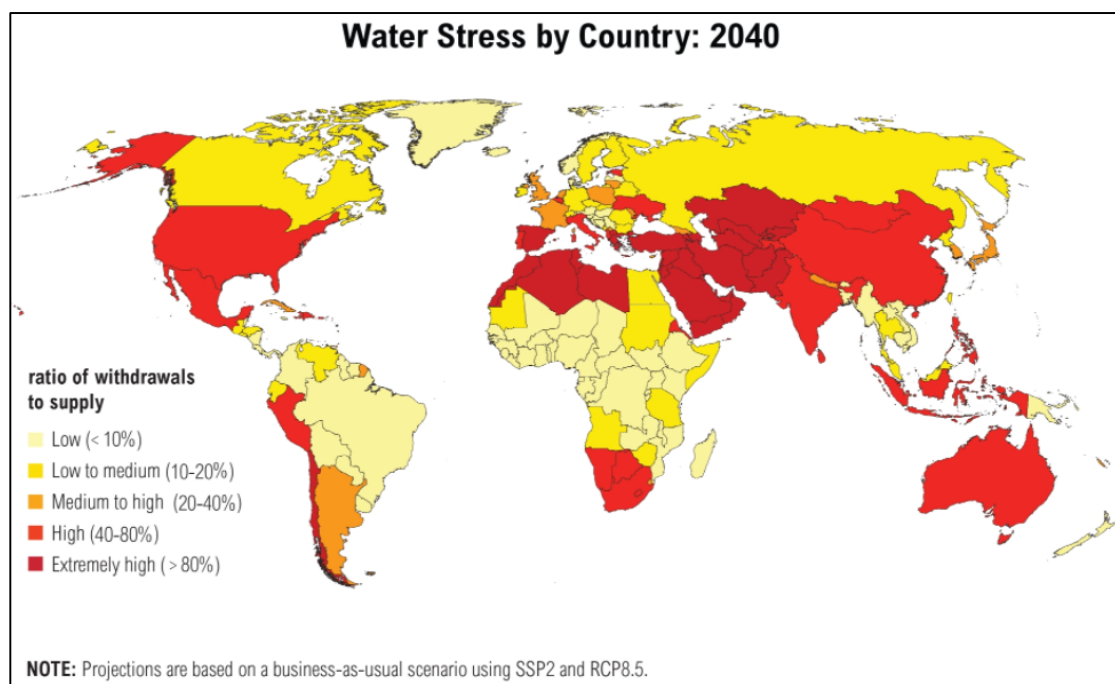 Water Stress by Country: 2040
ratio of withdrawals
to supply
Low (< 10%)
Low to medium (10-20%)
Medium to high (20-40%)
High (40-80%)
Extremely high (> 80%)
NOTE: Projections are based on a business-as-usual scenario using SSP2 and RCP8.5.